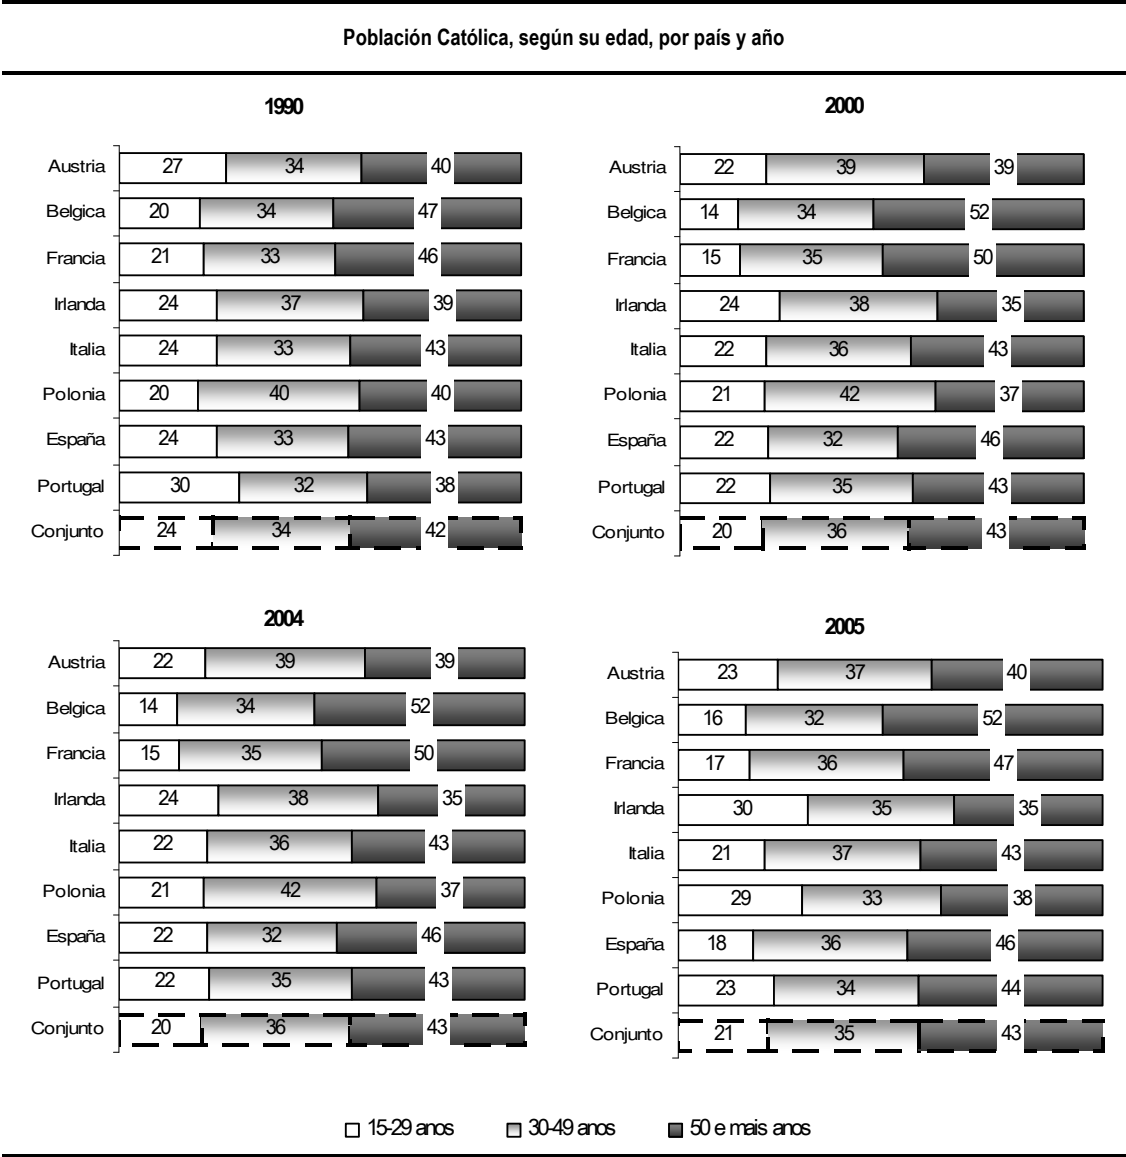 Población Católica, según su edad, por país y año
1990
Austria 27 34 40
Belgica 20 34 47
Francia 21 33 46
Irlanda 24 37 39
Italia 24 33 43
Polonia 20 40 40
España 24 33 43
Portugal 30 32 38
Conjunto 24 34 42
2000
Austria 22 39 39
Belgica 14 34 52
Francia 15 35 50
Irlanda 24 38 35
Italia 22 36 43
Polonia 21 42 37
España 22 32 46
Portugal 22 35 43
Conjunto 20 36 43
2004
Austria 22 39 39
Belgica 14 34 52
Francia 15 35 50
Irlanda 24 38 35
Italia 22 36 43
Polonia 21 42 37
España 22 32 46
Portugal 22 35 43
Conjunto 20 36 43
2005
Austria 23 37 40
Belgica 16 32 52
Francia 17 36 47
Irlanda 30 35 35
Italia 21 37 43
Polonia 29 33 38
España 18 36 46
Portugal 23 34 44
Conjunto 21 35 43
15-29 anos 30-49 anos 50 e mais anos